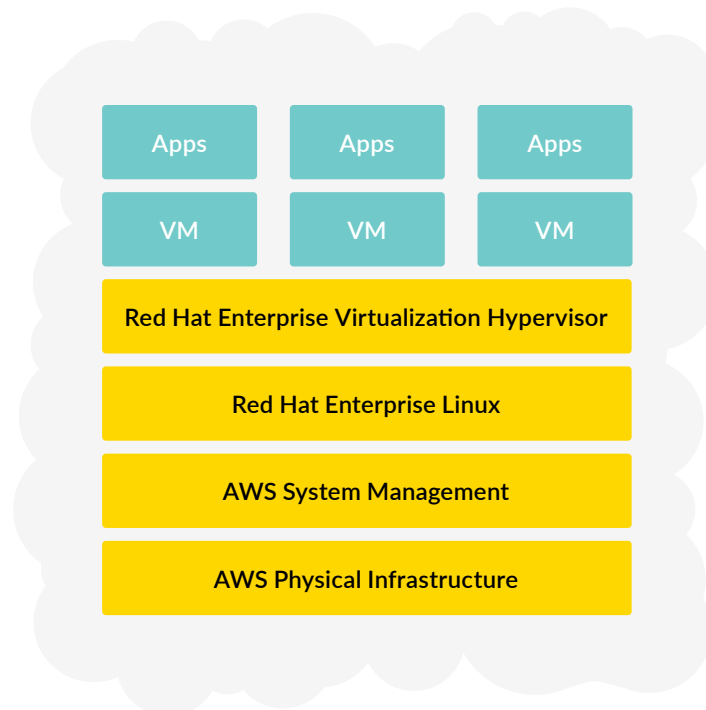 Apps Apps Apps
VM VM VM
Red Hat Enterprise Virtualization Hypervisor
Red Hat Enterprise Linux
AWS System Management
AWS Physical Infrastructure